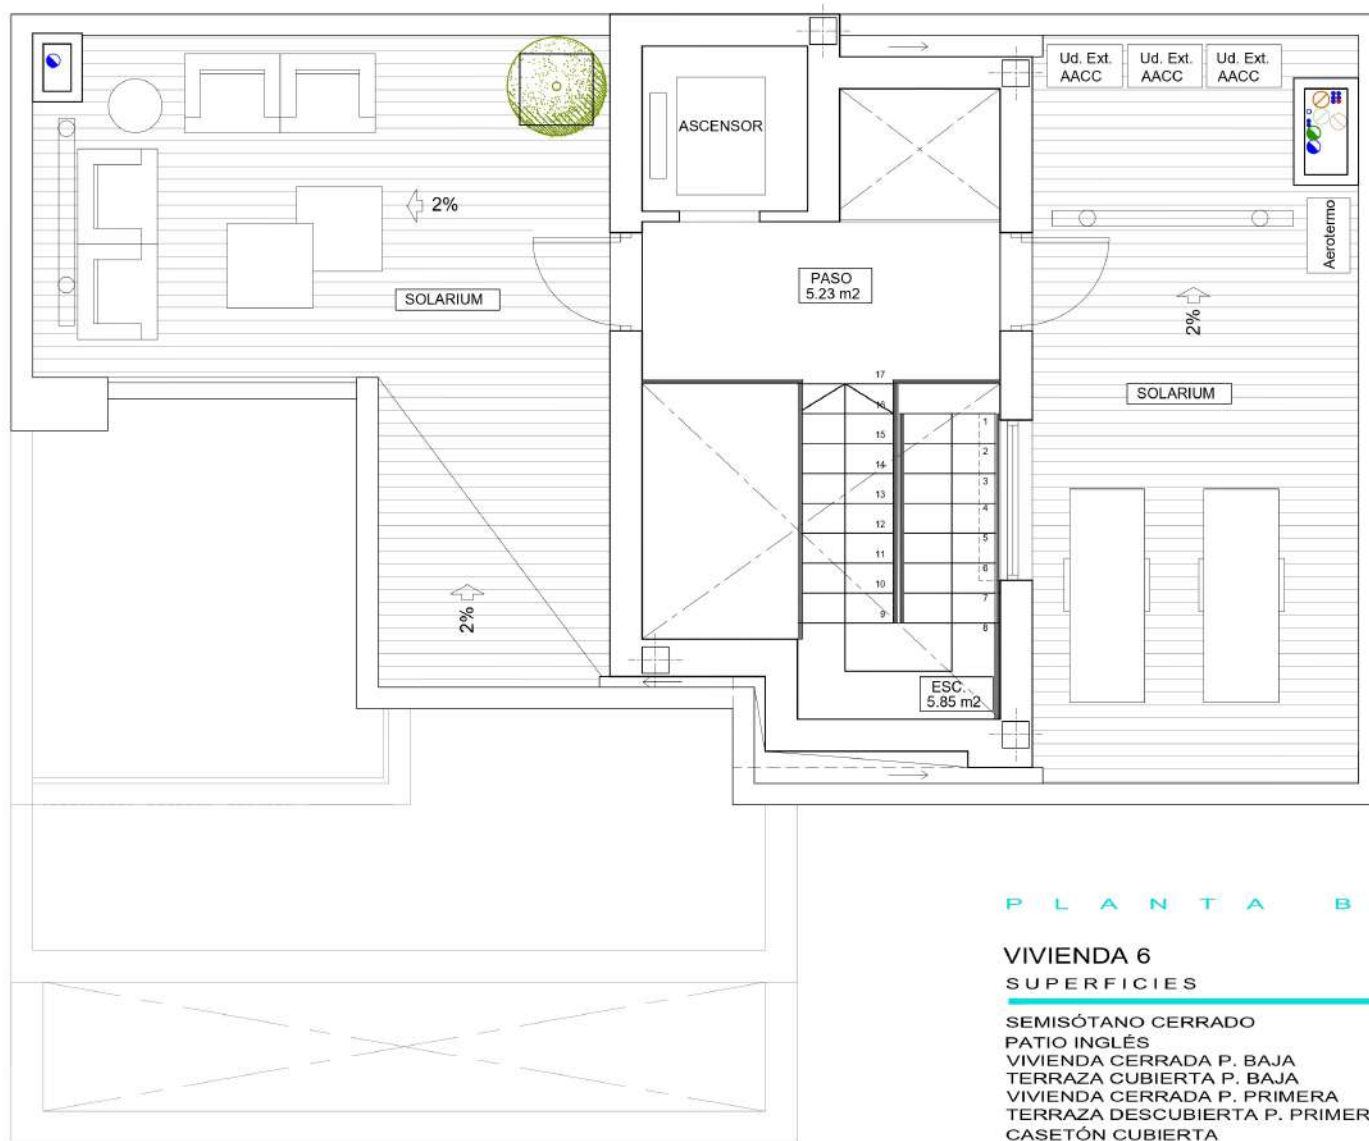 Ud. Ext.
AACC
Ud. Ext.
AACC
Ud. Ext.
AACC
ASCENSOR
2%
Aerotermo
PASO
5.23 m2
SOLARIUM
2%
SOLARIUM
17
16
15
14
13
12
11
10
9
1
2
3
4
5
6
7
8
2%
ESC.
5.85 m2
PLANTA B
VIVIENDA 6
SUPERFICIES
SEMISÓTANO CERRADO
PATIO INGLÉS
VIVIENDA CERRADA P. BAJA
TERRAZA CUBIERTA P. BAJA
VIVIENDA CERRADA P. PRIMERA
TERRAZA DESCUBIERTA P. PRIMER
CASETÓN CUBIERTA